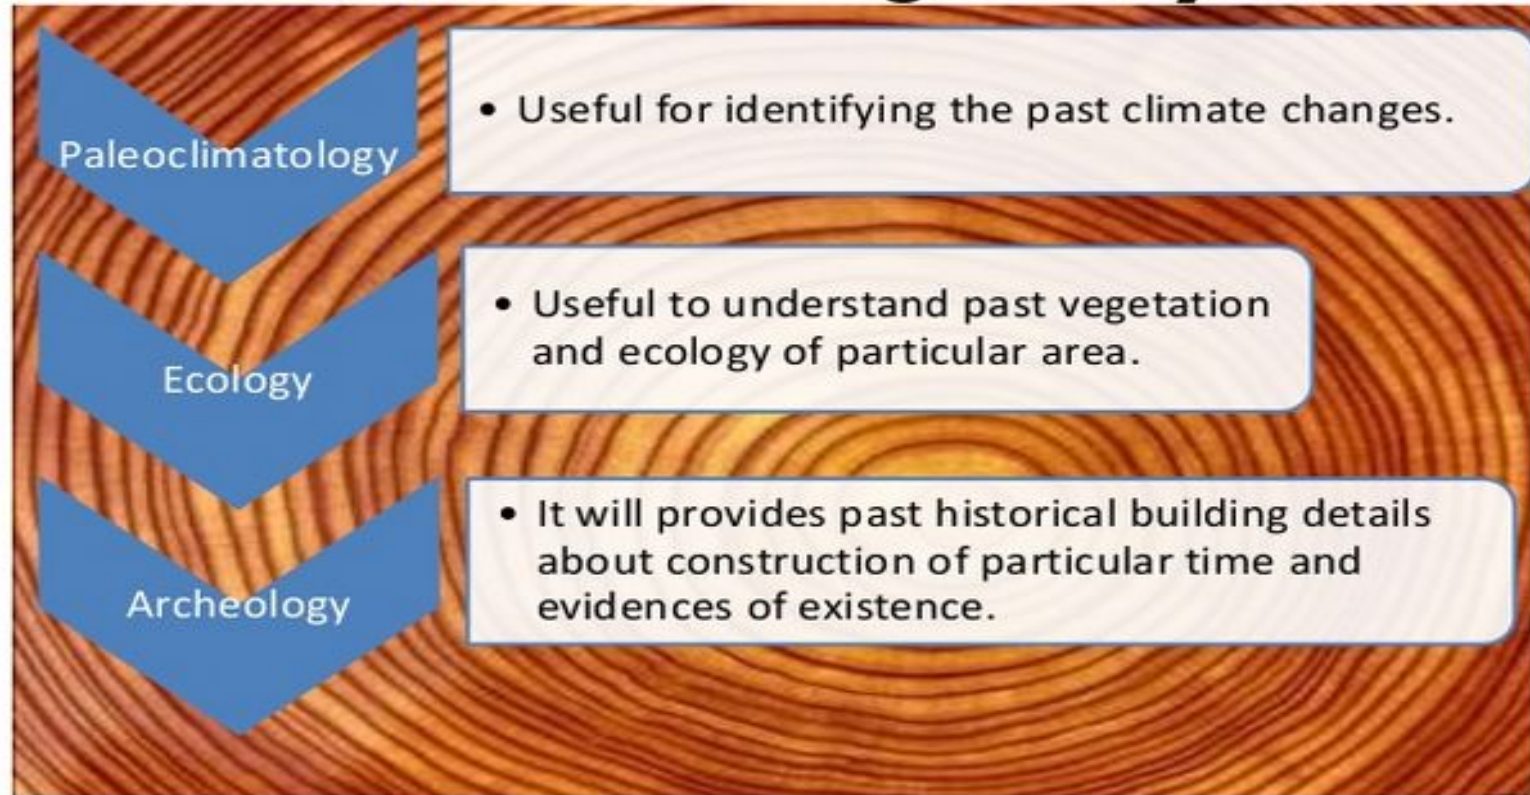 Paleoclimatology
• Useful for identifying the past climate changes.
Ecology
• Useful to understand past vegetation
and ecology of particular area.
Archeology
• It will provides past historical building details
about construction of particular time and
evidences of existence.